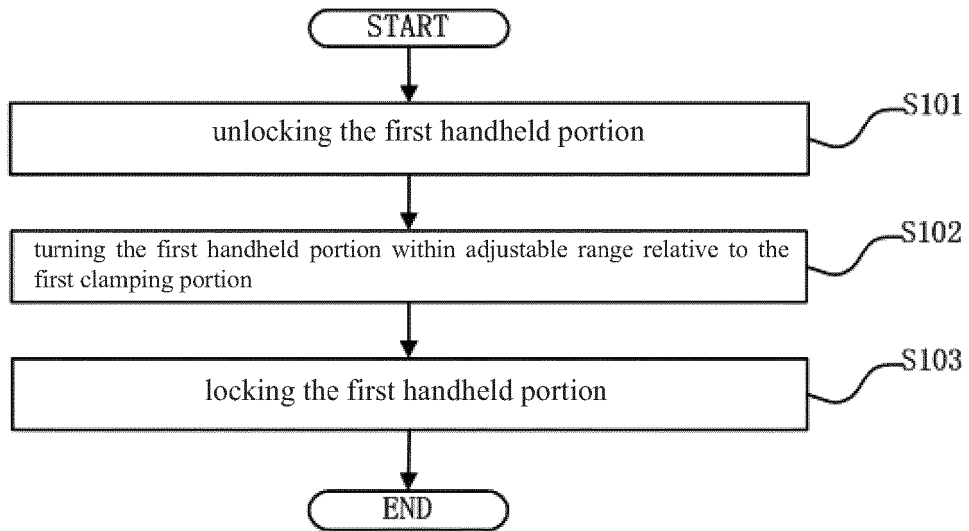 START
unlocking the first handheld portion
S101
turning the first handheld portion within adjustable range relative to the
first clamping portion
S102
locking the first handheld portion
S103
END